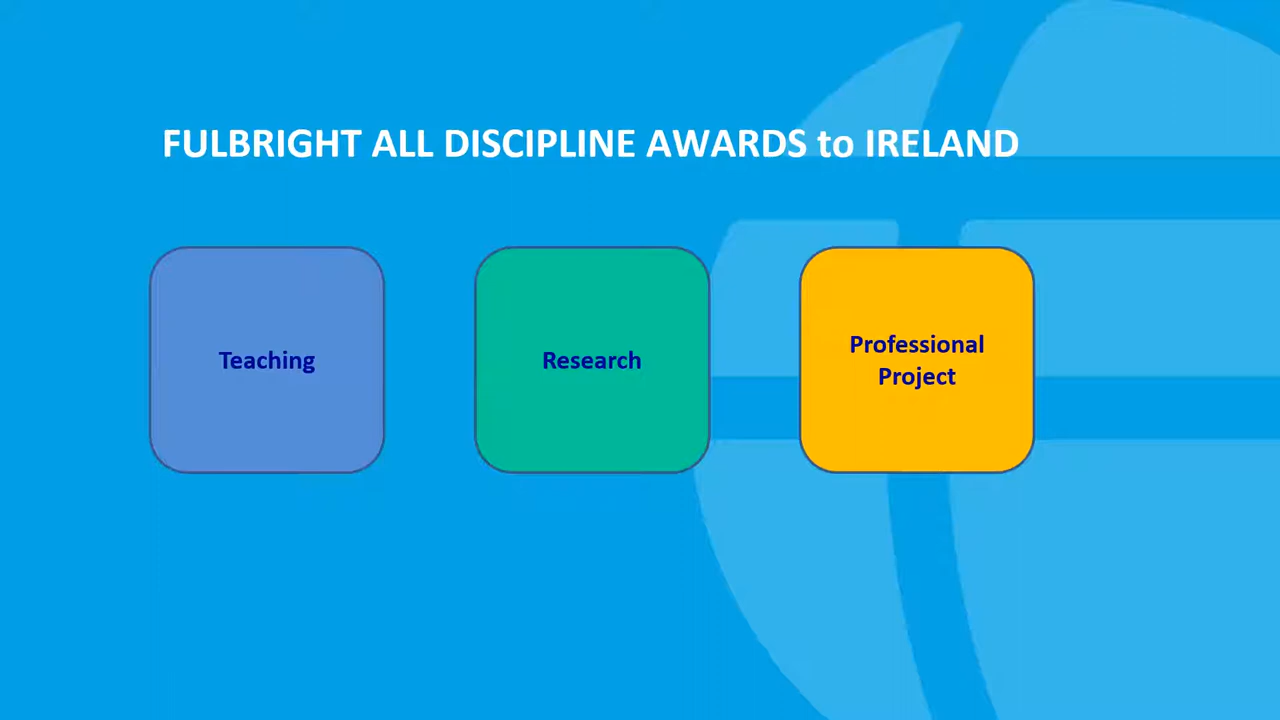 FULBRIGHT ALL DISCIPLINE AWARDS to IRELAND
Teaching
Research
Professional
Project